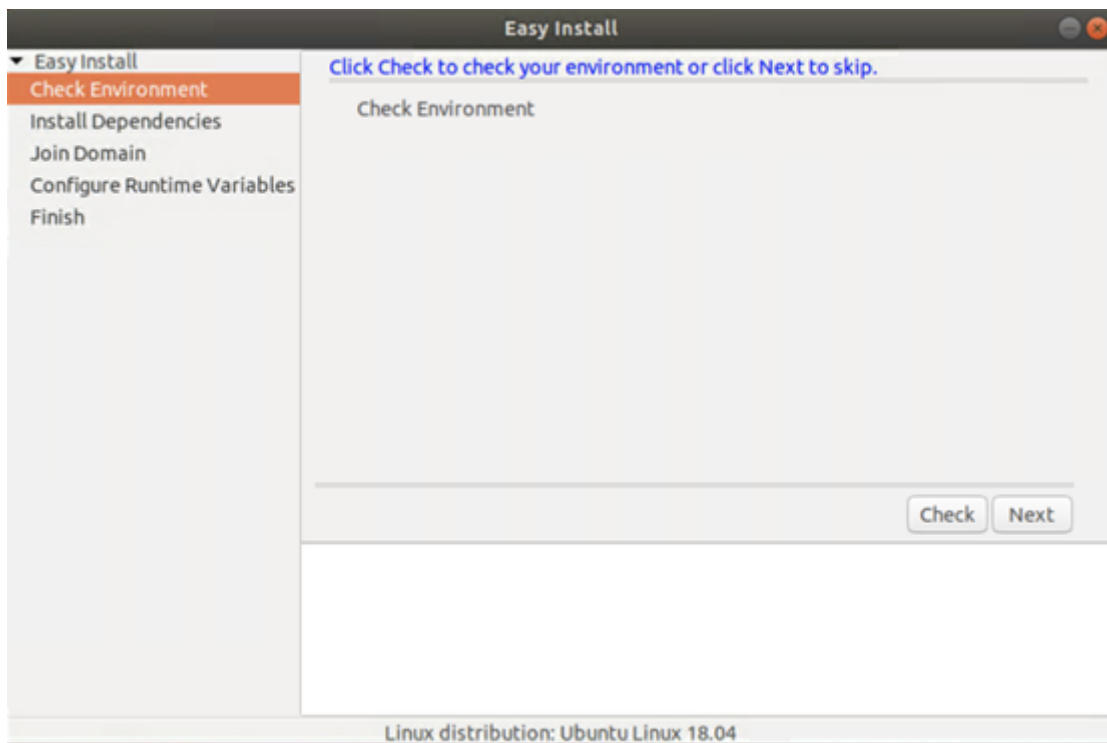 Easy Install
Easy Install
Check Environment
Install Dependencies
Join Domain
Configure Runtime Variables
Finish
Click Check to check your environment or click Next to skip.
Check Environment
Check
Next
Linux distribution: Ubuntu Linux 18.04